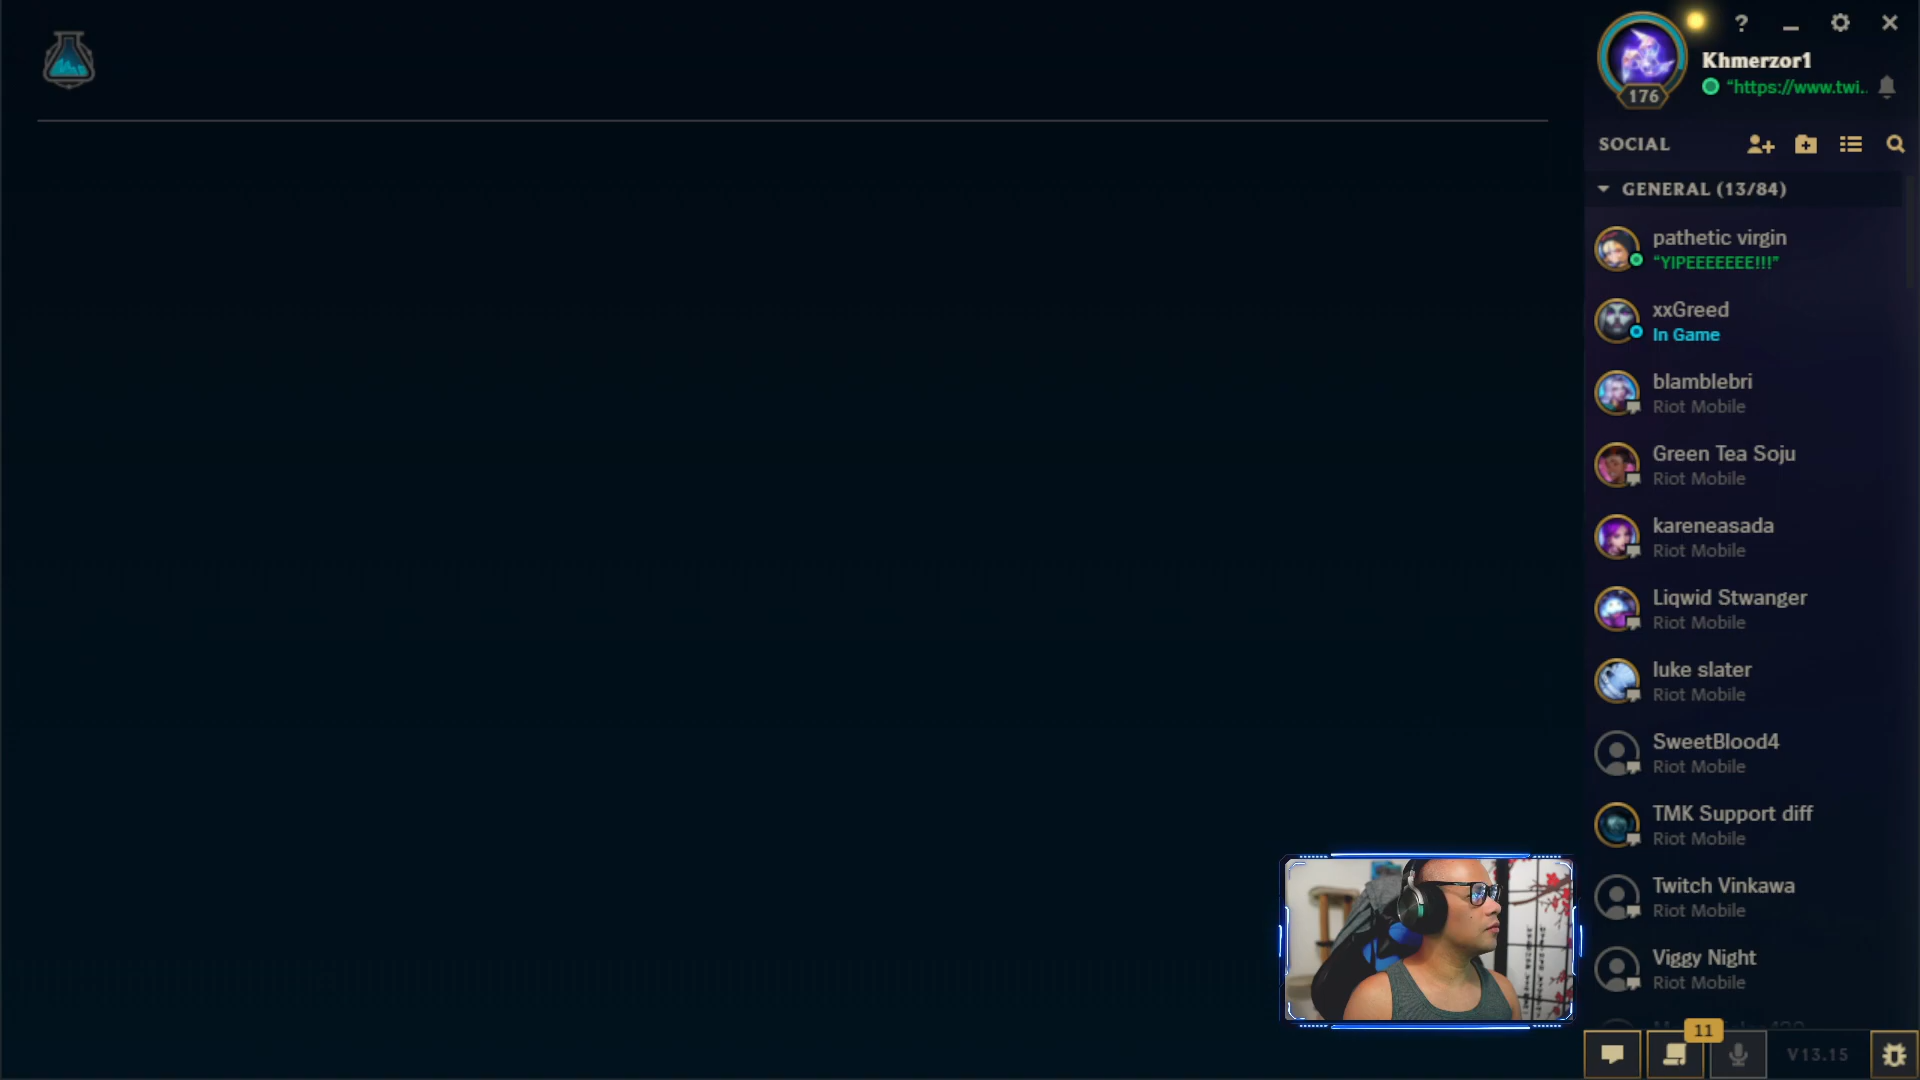 ?
Khmerzor1
176
“https://www.twi..
SOCIAL
GENERAL (13/84)
pathetic virgin
“YIPEEEEEEE!!!”
xxGreed
In Game
blamblebri
Riot Mobile
Green Tea Soju
Riot Mobile
kareneasada
Riot Mobile
Liqwid Stwanger
Riot Mobile
luke slater
Riot Mobile
SweetBlood4
Riot Mobile
TMK Support diff
Riot Mobile
Twitch Vinkawa
Riot Mobile
Viggy Night
Riot Mobile
11
V13.15